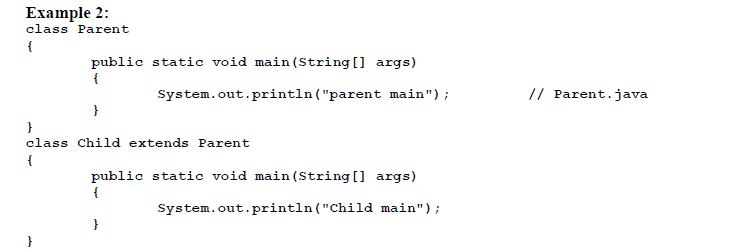 Example 2:
class Parent
{
public static void main(String[] args)
{
System.out.println("parent main"); // Parent.java
}
}
class Child extends Parent
{
public static void main(String[] args)
{
System.out.println("Child main");
}
}